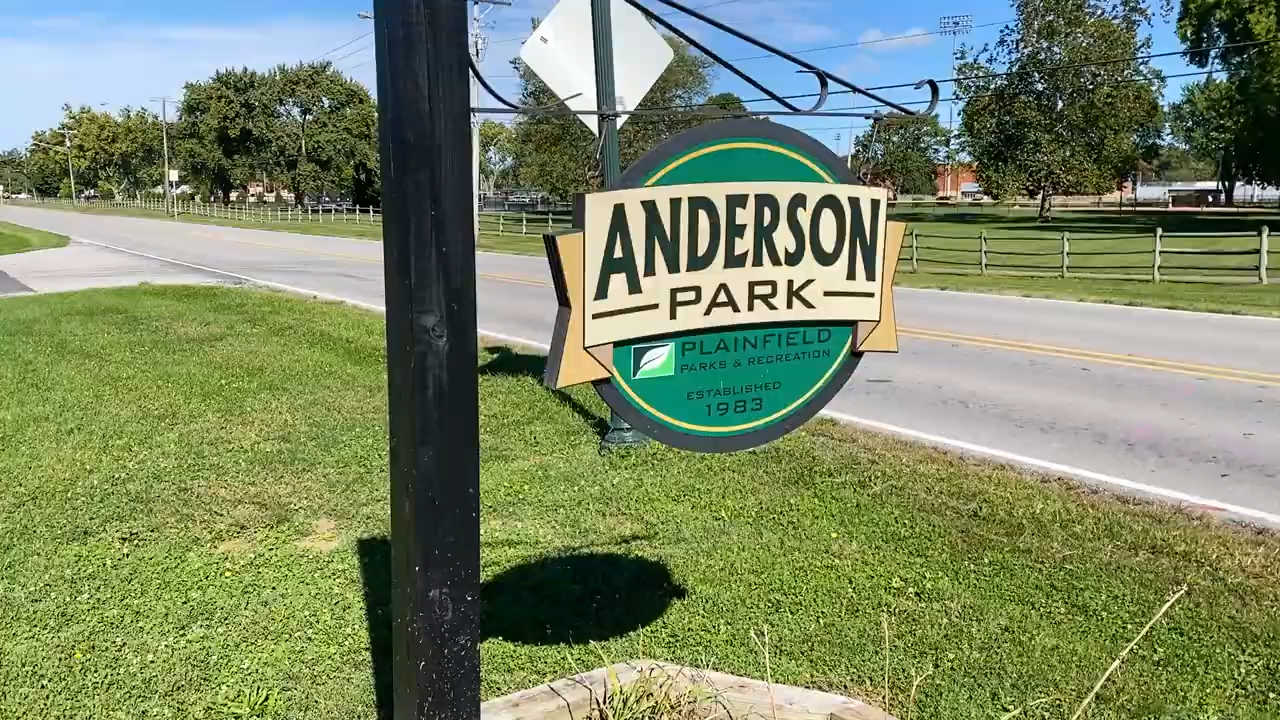 ANDERSON
PARK
PLAINFIELD
PARKS & RECREATION
ESTABLISHED
1983